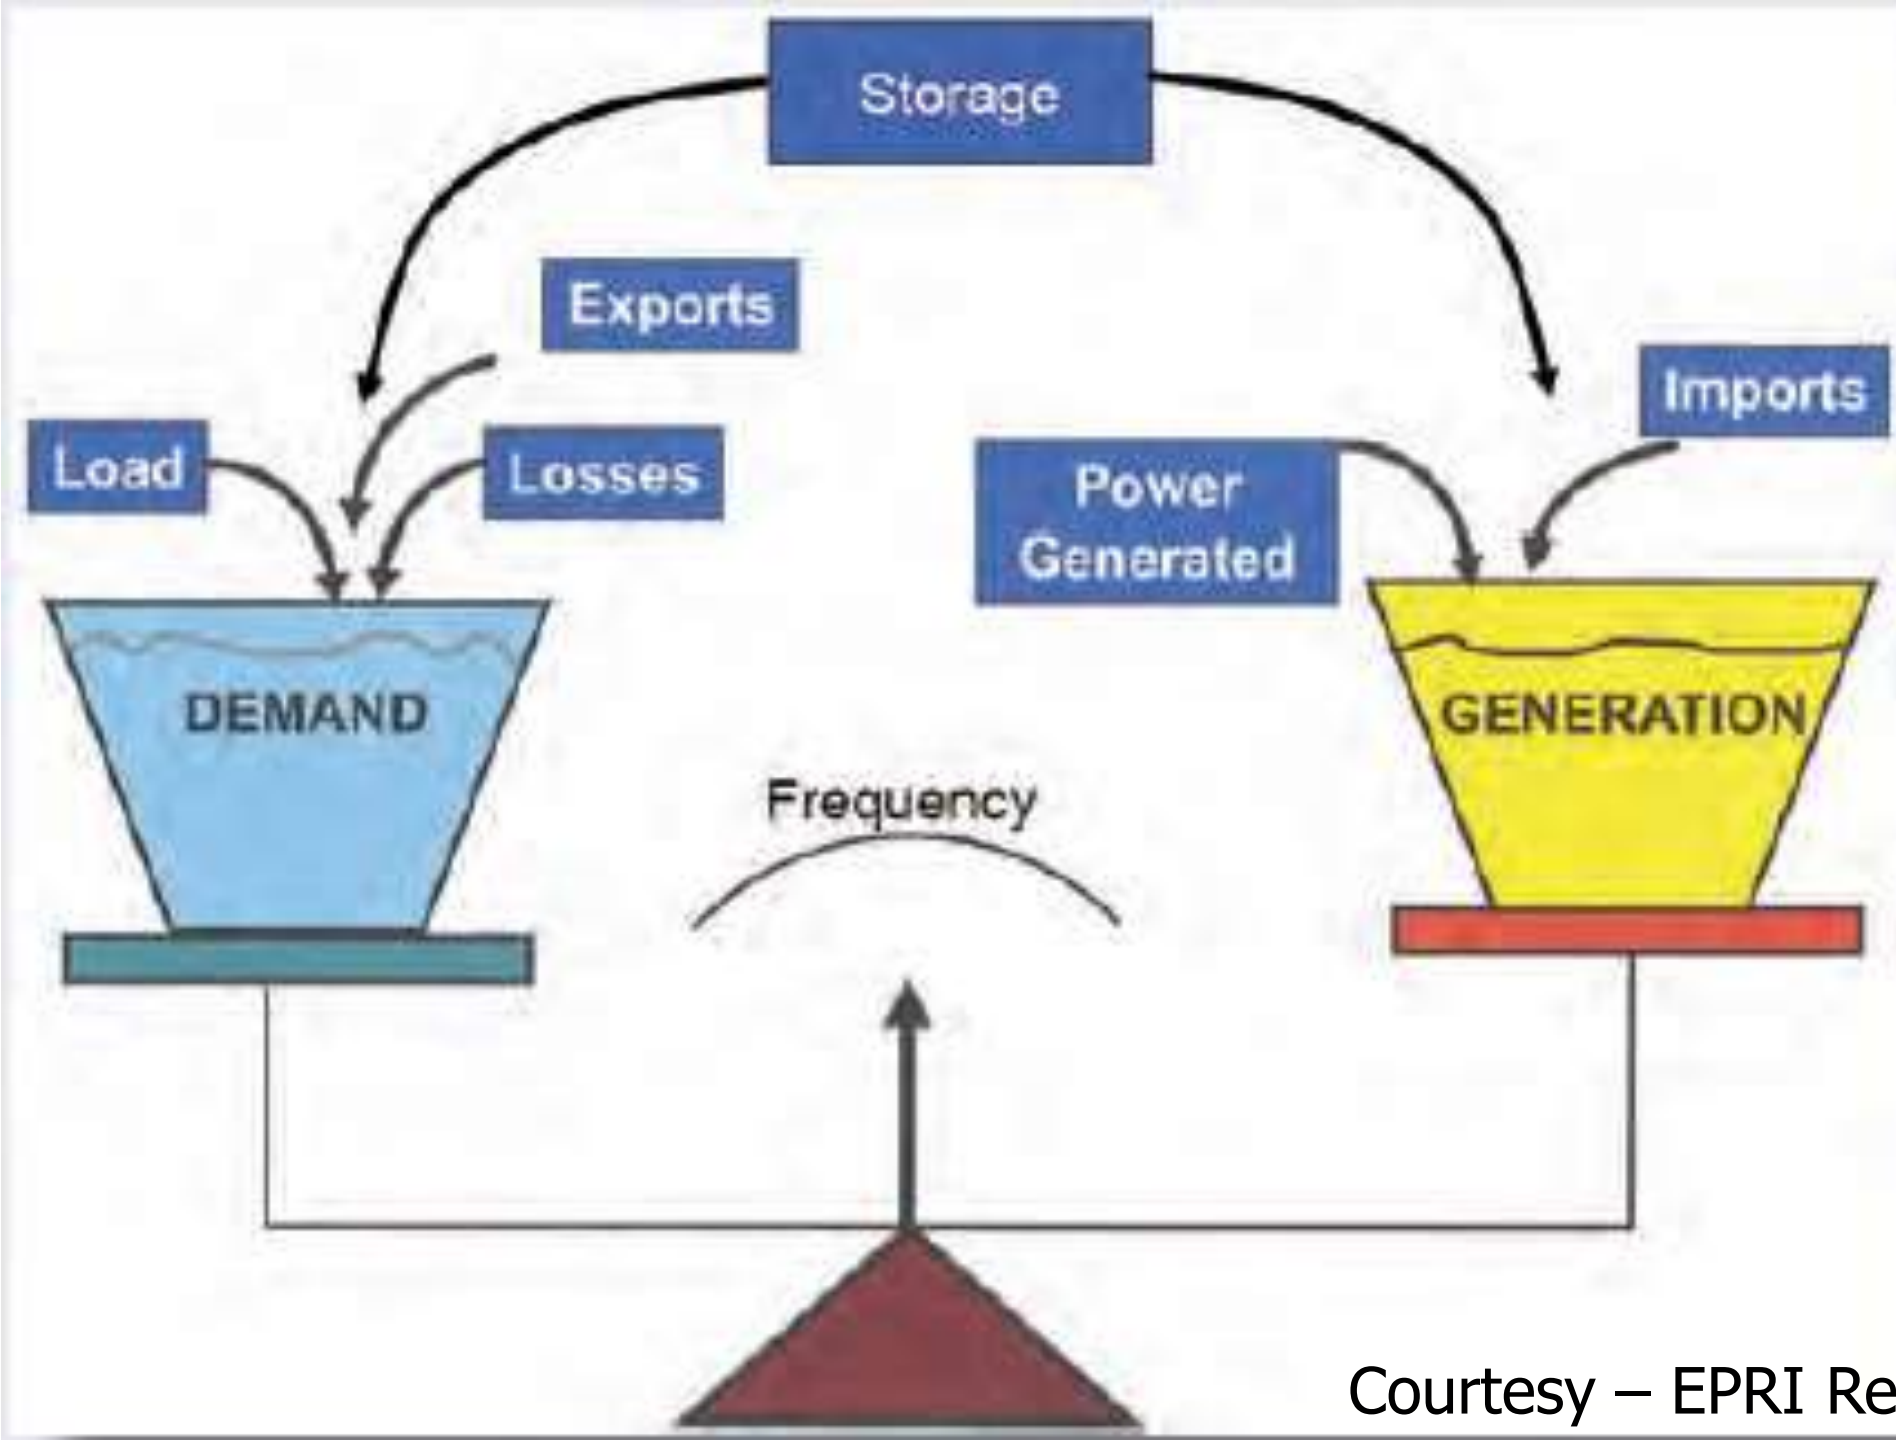 Storage
Exports
Imports
Load
Losses
Power
Generated
DEMAND
GENERATION
Frequency
Courtesy – EPRI Re